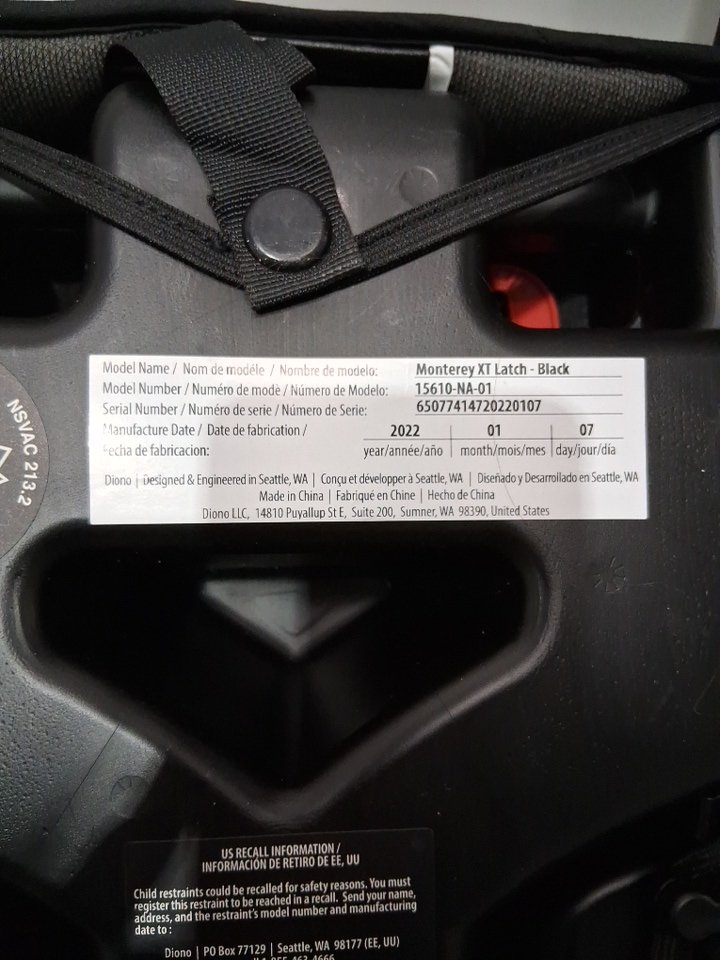 Model Name / Nom de modéle / Nombre de modelo: Monterey XT Latch - Black
Model Number / Numéro de modè / Número de Modelo: 15610-NA-01
Serial Number / Numéro de serie / Número de Serie: 65077414720220107
Manufacture Date / Date de fabrication / 2022 | 01 | 07
Fecha de fabricacion: year/année/año | month/mois/mes | day/jour/día
Diono | Designed & Engineered in Seattle, WA | Conçu et développer à Seattle, WA | Diseñado y Desarrollado en Seattle, WA
Made in China | Fabriqué en Chine | Hecho de China
Diono LLC, 14810 Puyallup St E, Suite 200, Sumner, WA 98390, United States
NSVAC 213.2
US RECALL INFORMATION /
INFORMACIÓN DE RETIRO DE EE, UU
Child restraints could be recalled for safety reasons. You must
register this restraint to be reached in a recall. Send your name,
address, and the restraint's model number and manufacturing
date to :
Diono | PO Box 77129 | Seattle, WA 98177 (EE, UU)